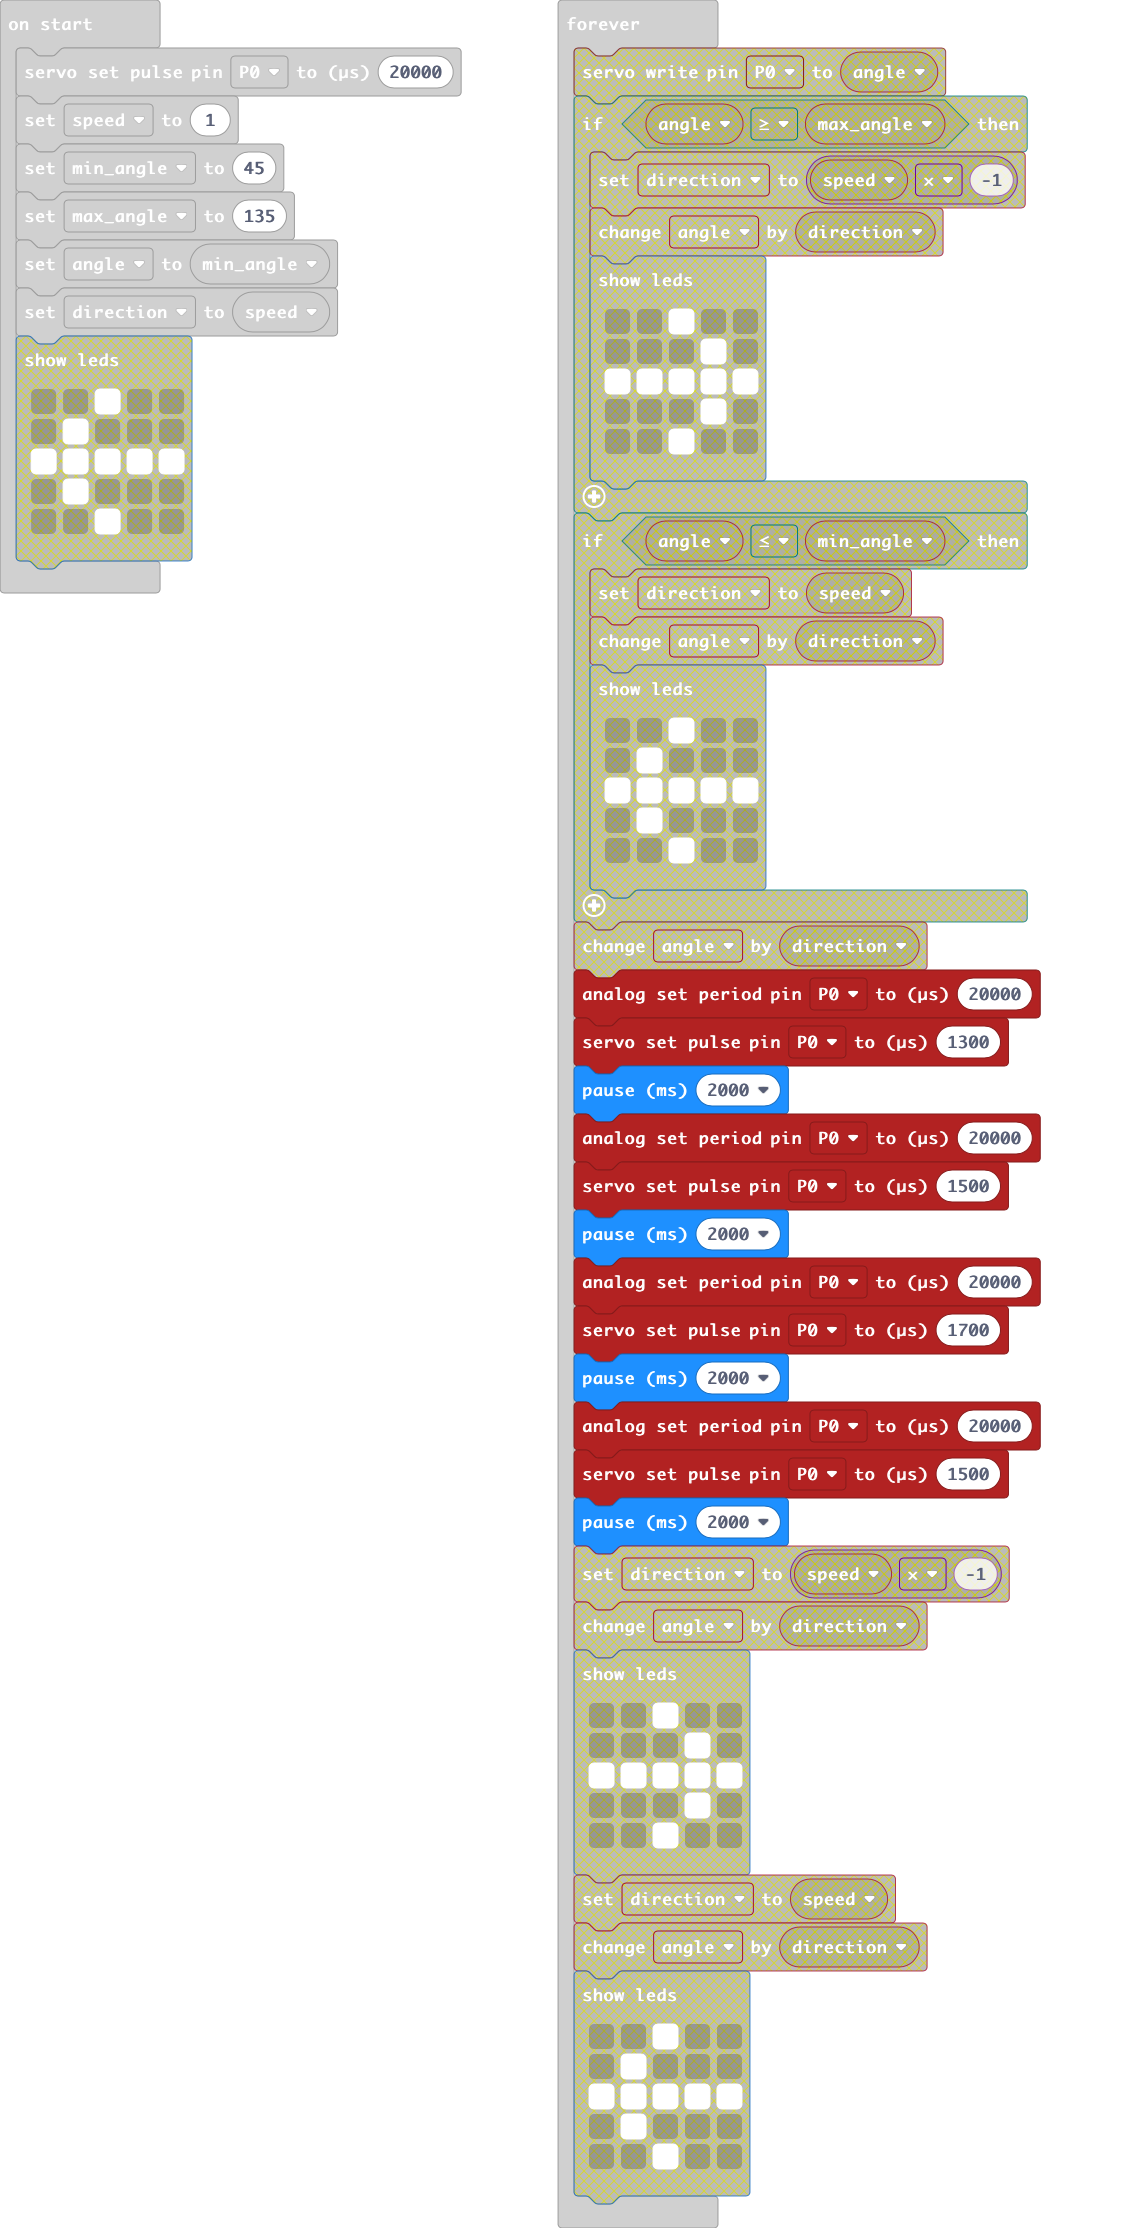 on start
servo set pulse pin P0 to (µs) 20000
set speed to 1
set min_angle to 45
set max_angle to 135
set angle to min_angle
set direction to speed
show leds
forever
servo write pin P0 to angle
if angle ≥ max_angle then
set direction to speed × -1
change angle by direction
show leds
if angle ≤ min_angle then
set direction to speed
change angle by direction
show leds
change angle by direction
analog set period pin P0 to (µs) 20000
servo set pulse pin P0 to (µs) 1300
pause (ms) 2000
analog set period pin P0 to (µs) 20000
servo set pulse pin P0 to (µs) 1500
pause (ms) 2000
analog set period pin P0 to (µs) 20000
servo set pulse pin P0 to (µs) 1700
pause (ms) 2000
analog set period pin P0 to (µs) 20000
servo set pulse pin P0 to (µs) 1500
pause (ms) 2000
set direction to speed × -1
change angle by direction
show leds
set direction to speed
change angle by direction
show leds